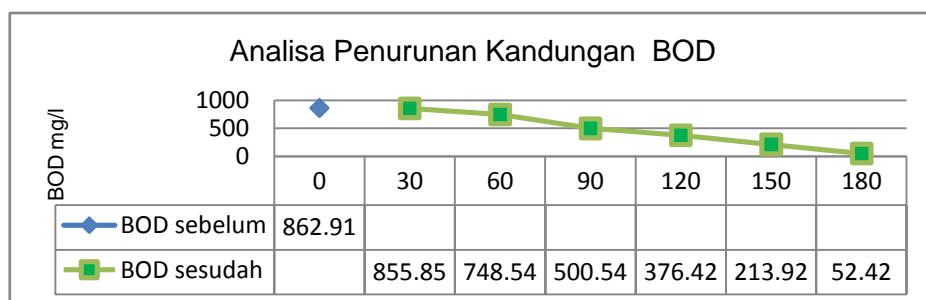 Analisa Penurunan Kandungan BOD
BOD mg/l
1000
500
0
0 30 60 90 120 150 180
BOD sebelum 862.91
BOD sesudah 855.85 748.54 500.54 376.42 213.92 52.42